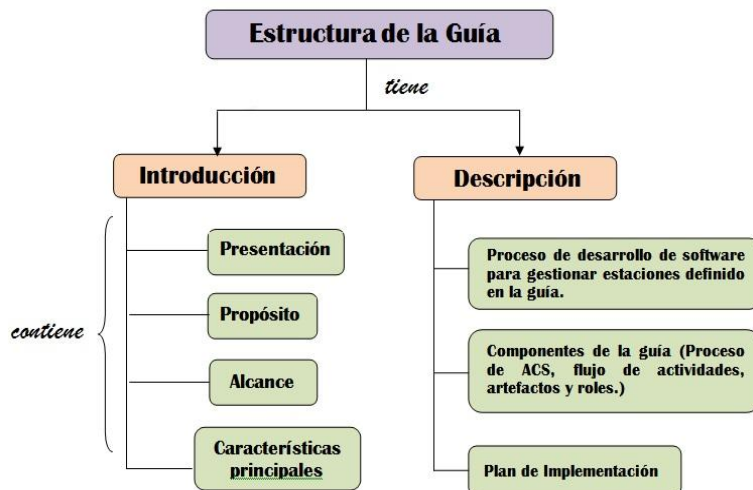 Estructura de la Guía
tiene
Introducción
Descripción
contiene
Presentación
Propósito
Alcance
Características
principales
Proceso de desarrollo de software
para gestionar estaciones definido
en la guía.
Componentes de la guía (Proceso
de ACS, flujo de actividades,
artefactos y roles.)
Plan de Implementación